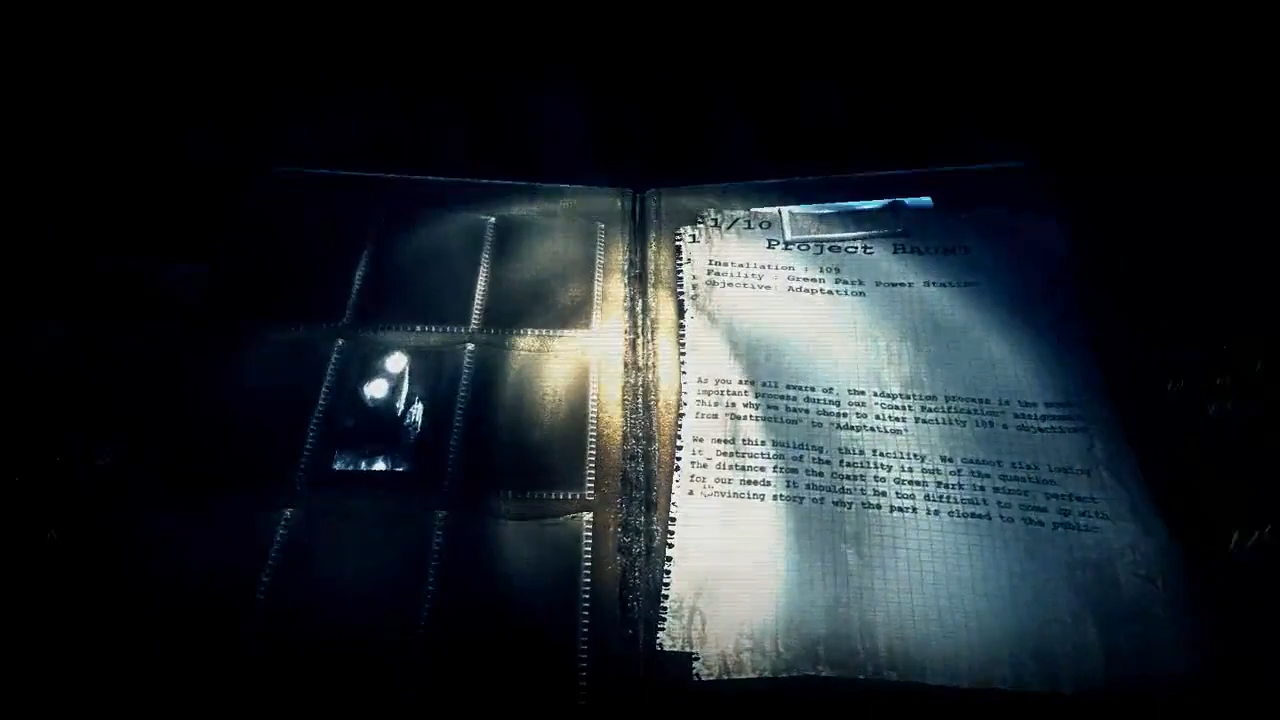 1/10
Project HAUNT
Installation : 109
Facility : Green Park Power Station
Objective: Adaptation
As you are all aware of, the adaptation process is the most
important process during our "Coast Pacification" assignment
This is why we have chose to alter Facility 109's objective
from "Destruction" to "Adaptation"
We need this building, this facility. We cannot risk losing
it. Destruction of the facility is out of the question.
The distance from the Coast to Green Park is minor, perfect
for our needs. It shouldn't be too difficult to come up with
a convincing story of why the park is closed to the public